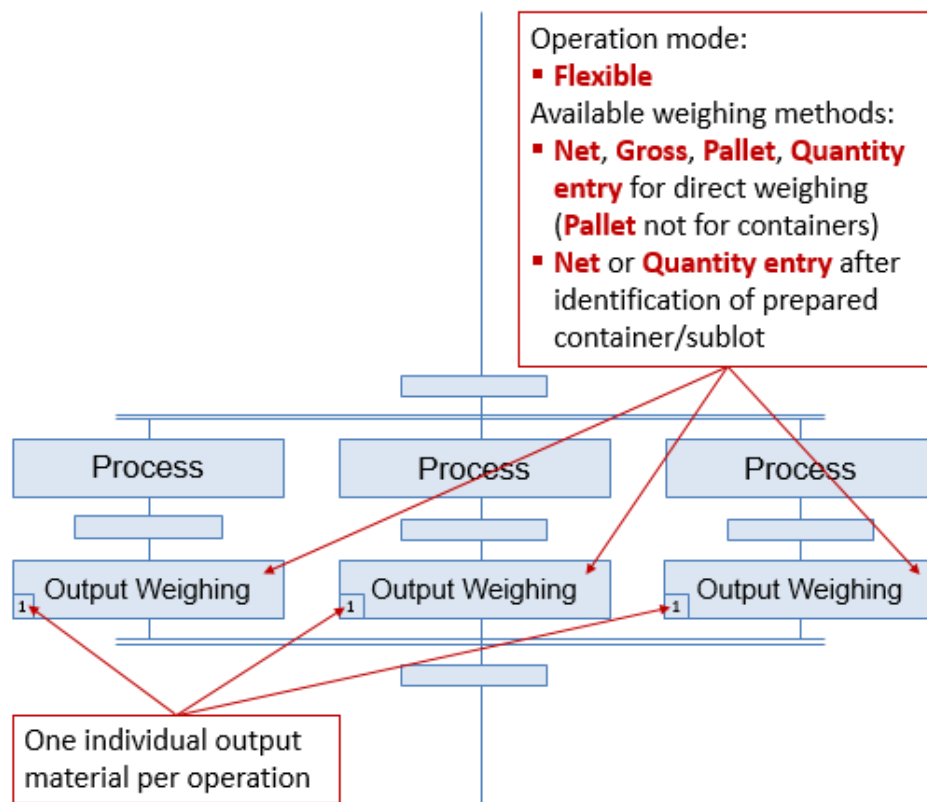 Operation mode:
▪ Flexible
Available weighing methods:
▪ Net, Gross, Pallet, Quantity
entry for direct weighing
(Pallet not for containers)
▪ Net or Quantity entry after
identification of prepared
container/sublot
Process
Process
Process
Output Weighing
1
Output Weighing
1
Output Weighing
1
One individual output
material per operation